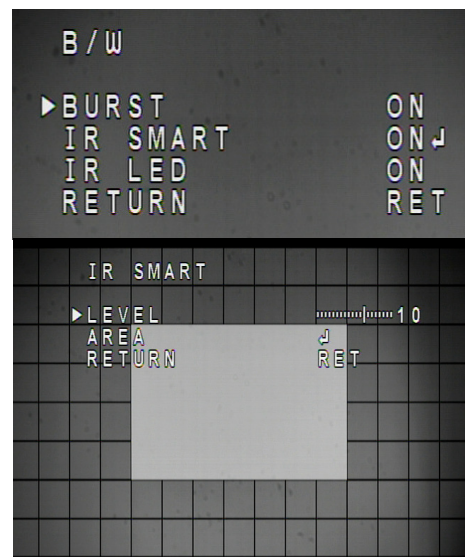 B/W
►BURST ON
IR SMART ON↲
IR LED ON
RETURN RET
IR SMART
►LEVEL 10
AREA ↲
RETURN RET